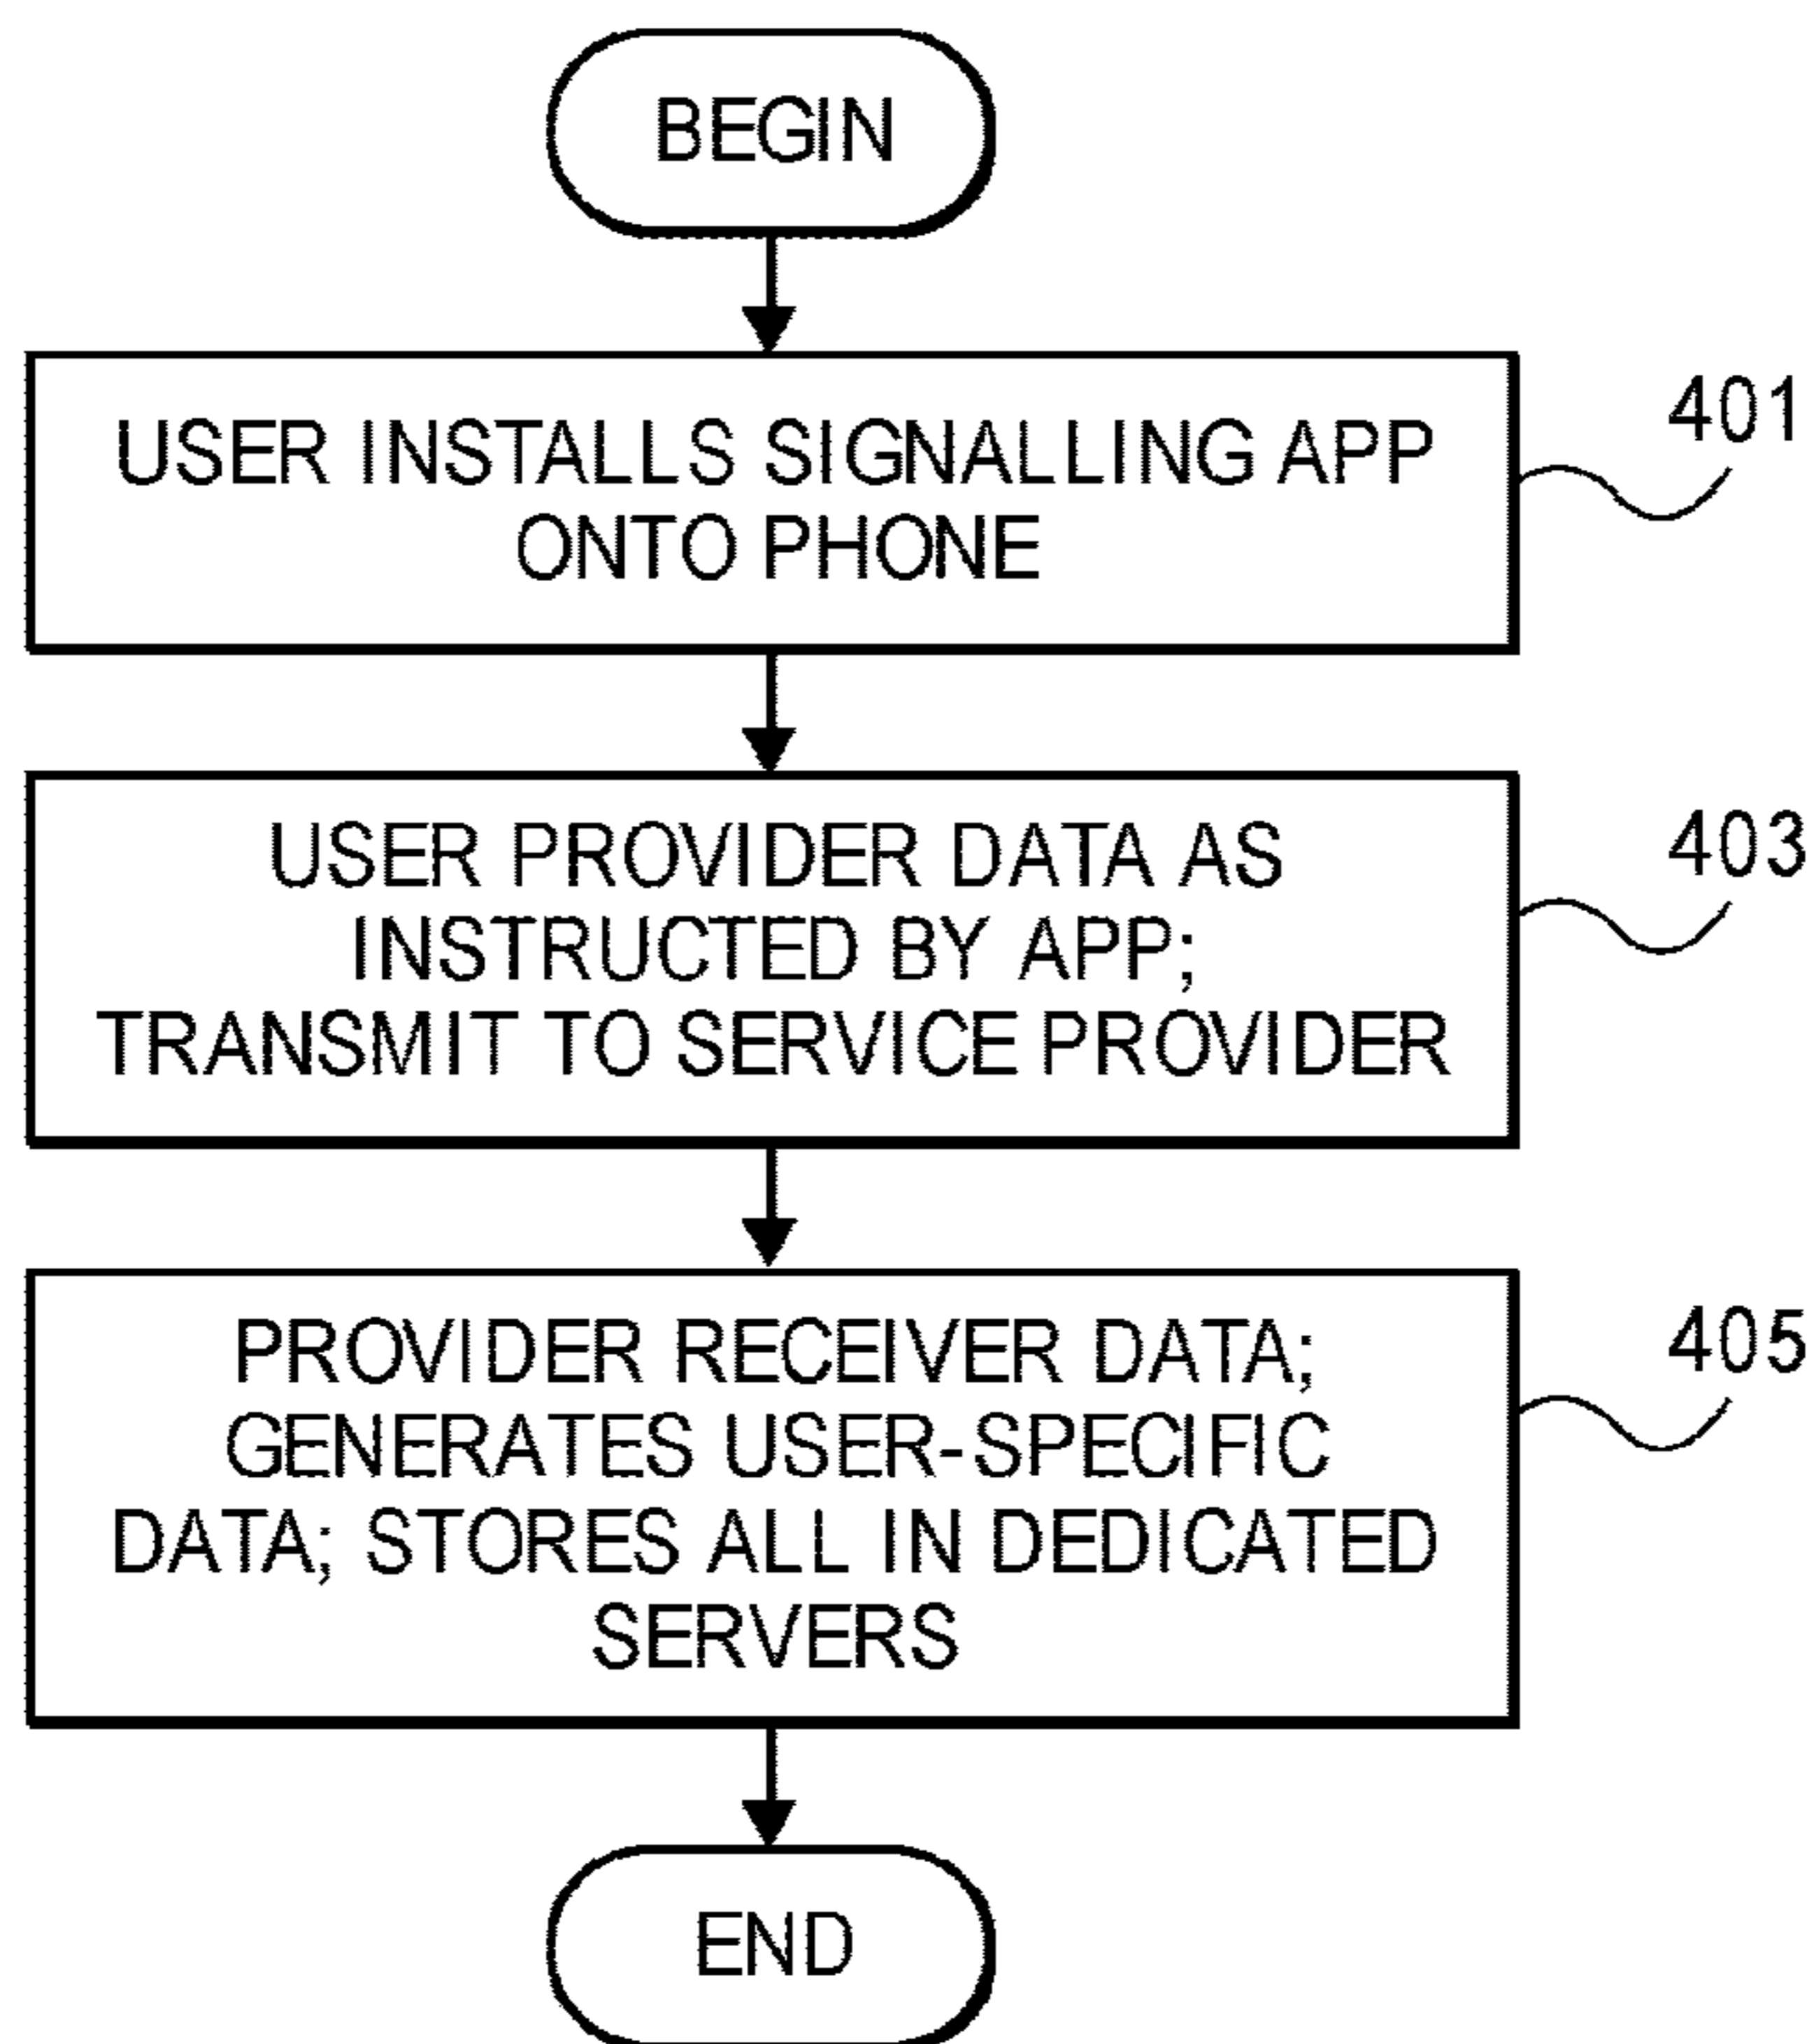 BEGIN
USER INSTALLS SIGNALLING APP
ONTO PHONE
401
USER PROVIDER DATA AS
INSTRUCTED BY APP;
TRANSMIT TO SERVICE PROVIDER
403
PROVIDER RECEIVER DATA;
GENERATES USER-SPECIFIC
DATA; STORES ALL IN DEDICATED
SERVERS
405
END